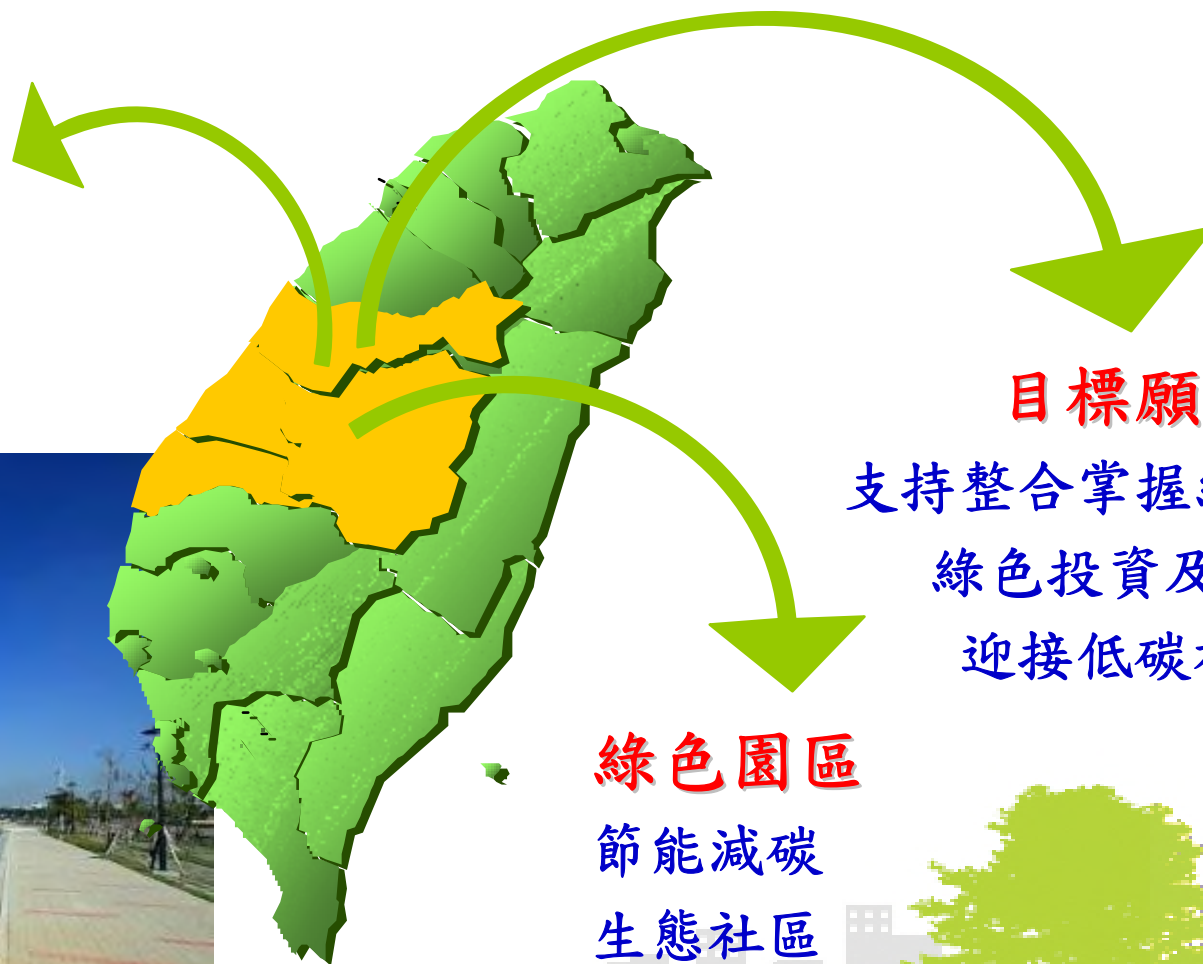 目標願
支持整合掌握
綠色投資及
迎接低碳
綠色園區
節能減碳
生態社區